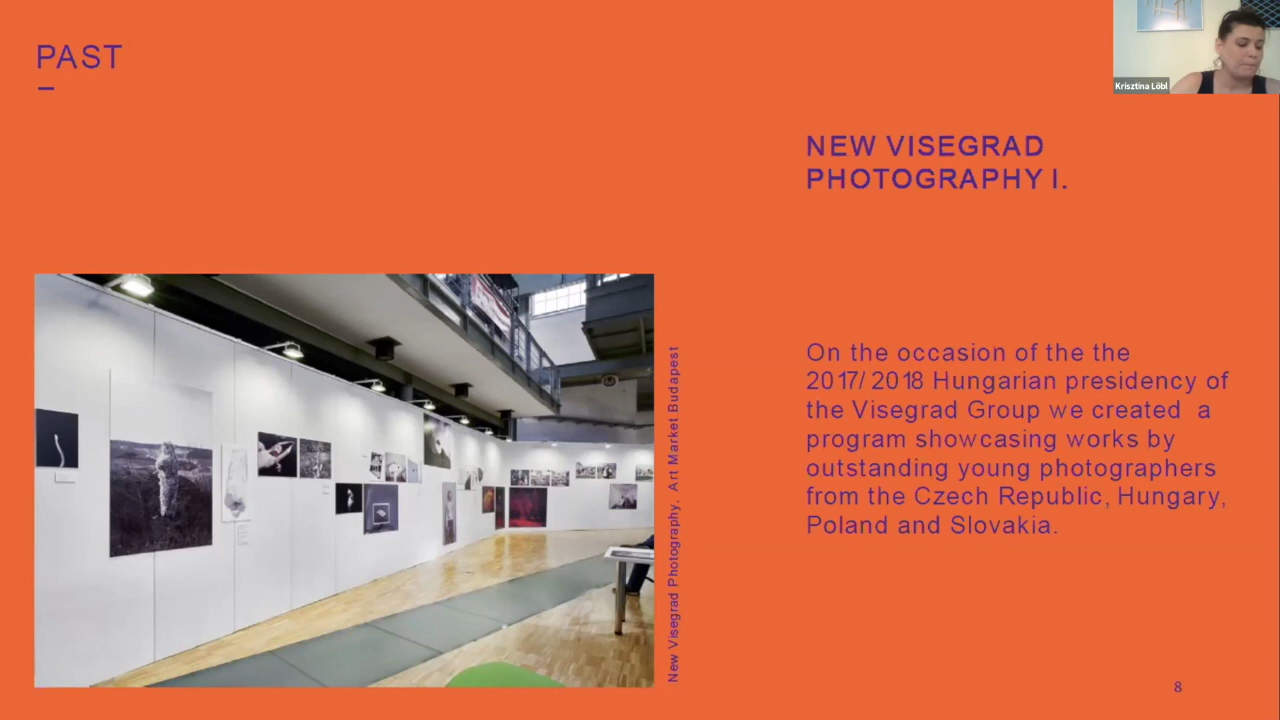 PAST
Krisztina Löbl
NEW VISEGRAD
PHOTOGRAPHY I.
New Visegrad Photography, Art Market Budapest
On the occasion of the the
2017/2018 Hungarian presidency of
the Visegrad Group we created a
program showcasing works by
outstanding young photographers
from the Czech Republic, Hungary,
Poland and Slovakia.
8